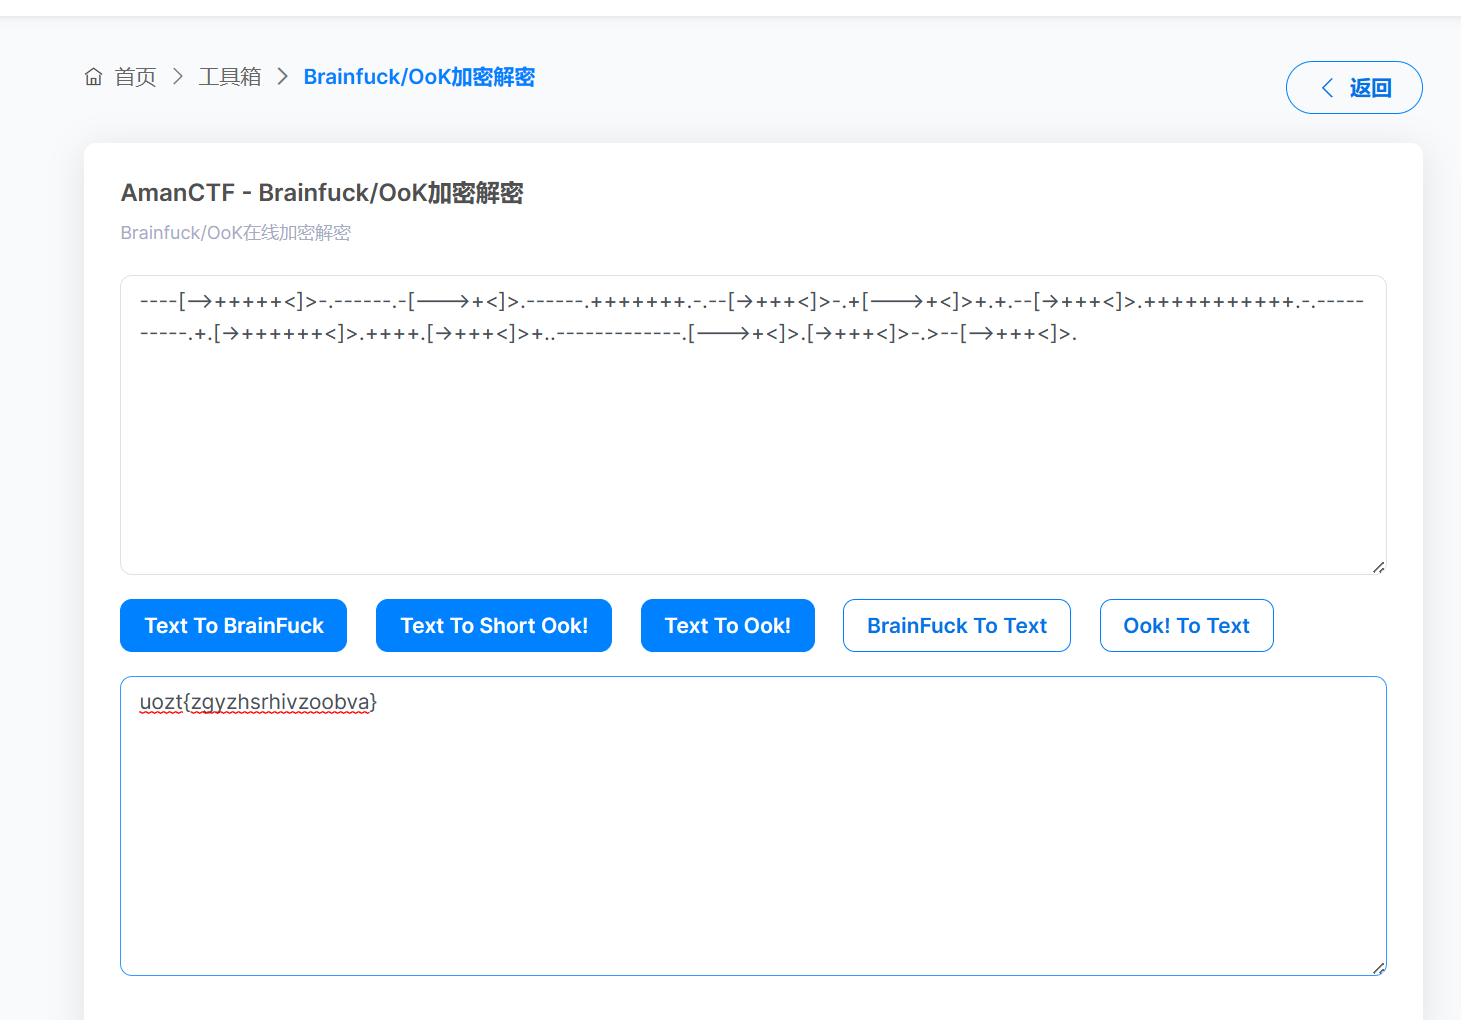 首页 > 工具箱 > Brainfuck/OoK加密解密
返回
AmanCTF - Brainfuck/OoK加密解密
Brainfuck/OoK在线加密解密
----[-->+++++<]>-.------.-[--->+<]>.------.+++++++.-.--[->+++<]>-.+[--->+<]>+.+.--[->+++<]>.+++++++++++.-.-----
-----.+.[->++++++<]>.++++.[->+++<]>+..-------------.[--->+<]>.[->+++<]>-.>--[-->+++<]>.
Text To BrainFuck
Text To Short Ook!
Text To Ook!
BrainFuck To Text
Ook! To Text
uozt{zgyzhsrhivzoobva}